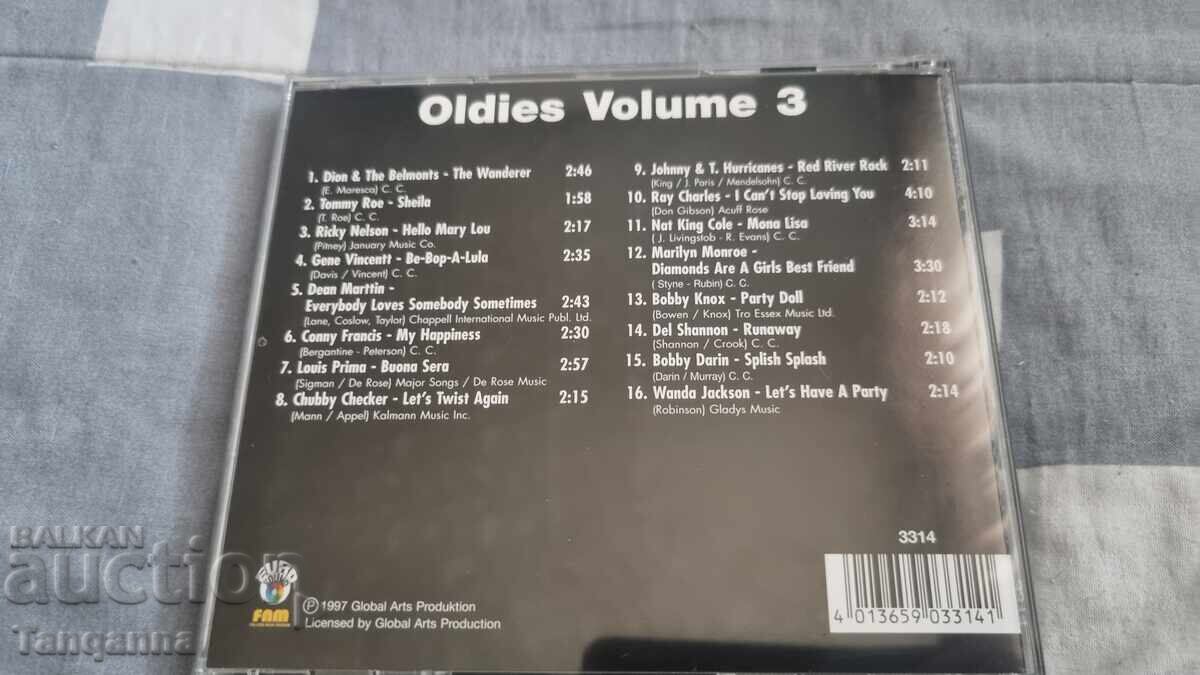 Oldies Volume 3
1. Dion & The Belmonts - The Wanderer 2:46
(E. Maresca) C. C.
2. Tommy Roe - Sheila 1:58
(T. Roe) C. C.
3. Ricky Nelson - Hello Mary Lou 2:17
(Pitney) January Music Co.
4. Gene Vincentt - Be-Bop-A-Lula 2:35
(Davis / Vincent) C. C.
5. Dean Marttin -
Everybody Loves Somebody Sometimes 2:43
(Lane, Coslow, Taylor) Chappell International Music Publ. Ltd.
6. Conny Francis - My Happiness 2:30
(Bergantine - Peterson) C. C.
7. Louis Prima - Buona Sera 2:57
(Sigman / De Rose) Major Songs / De Rose Music
8. Chubby Checker - Let's Twist Again 2:15
(Mann / Appel) Kalmann Music Inc.
9. Johnny & T. Hurricanes - Red River Rock 2:11
(King / J. Paris / Mendelsohn) C. C.
10. Ray Charles - I Can't Stop Loving You 4:10
(Don Gibson) Acuff Rose
11. Nat King Cole - Mona Lisa 3:14
( J. Livingstob - R. Evans) C. C.
12. Marilyn Monroe -
Diamonds Are A Girls Best Friend 3:30
( Styne - Rubin) C. C.
13. Bobby Knox - Party Doll 2:12
(Bowen / Knox) Tro Essex Music Ltd.
14. Del Shannon - Runaway 2:18
(Shannon / Crook) C. C.
15. Bobby Darin - Splish Splash 2:10
(Darin / Murray) C. C.
16. Wanda Jackson - Let's Have A Party 2:14
(Robinson) Gladys Music
3314
4 013659 033141
EURO
FAM
℗ 1997 Global Arts Produktion
Licensed by Global Arts Production
BALKAN
auction
Tanganna